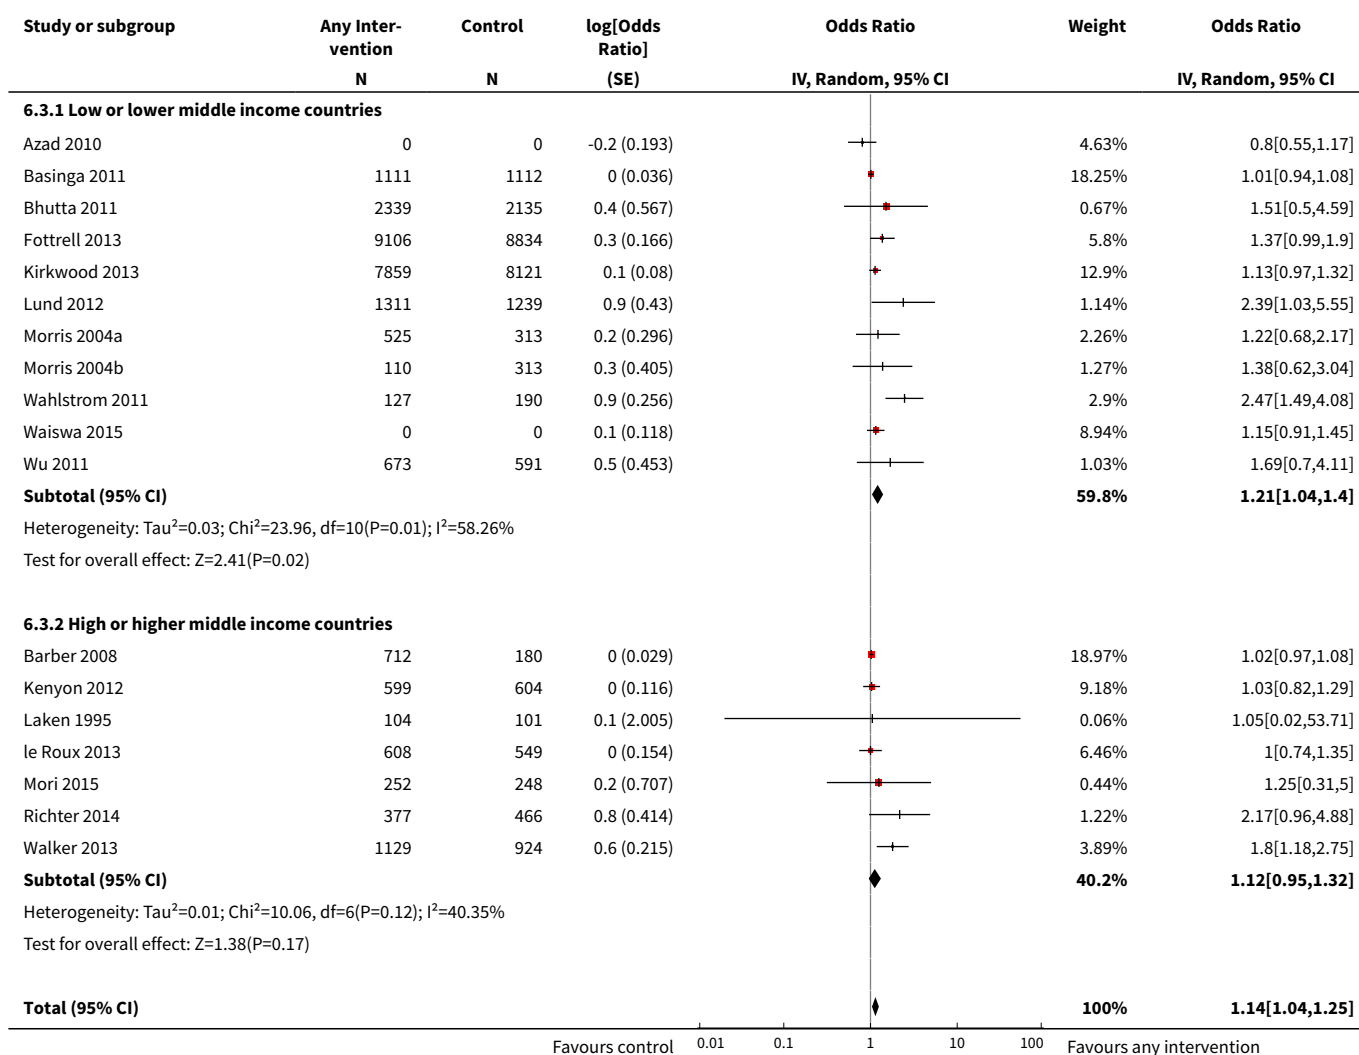 Study or subgroup Any Inter- Control log[Odds Odds Ratio Weight Odds Ratio
vention Ratio]
N N (SE) IV, Random, 95% CI IV, Random, 95% CI
6.3.1 Low or lower middle income countries
Azad 2010 0 0 -0.2 (0.193) 4.63% 0.8[0.55,1.17]
Basinga 2011 1111 1112 0 (0.036) 18.25% 1.01[0.94,1.08]
Bhutta 2011 2339 2135 0.4 (0.567) 0.67% 1.51[0.5,4.59]
Fottrell 2013 9106 8834 0.3 (0.166) 5.8% 1.37[0.99,1.9]
Kirkwood 2013 7859 8121 0.1 (0.08) 12.9% 1.13[0.97,1.32]
Lund 2012 1311 1239 0.9 (0.43) 1.14% 2.39[1.03,5.55]
Morris 2004a 525 313 0.2 (0.296) 2.26% 1.22[0.68,2.17]
Morris 2004b 110 313 0.3 (0.405) 1.27% 1.38[0.62,3.04]
Wahlstrom 2011 127 190 0.9 (0.256) 2.9% 2.47[1.49,4.08]
Waiswa 2015 0 0 0.1 (0.118) 8.94% 1.15[0.91,1.45]
Wu 2011 673 591 0.5 (0.453) 1.03% 1.69[0.7,4.11]
Subtotal (95% CI) 59.8% 1.21[1.04,1.4]
Heterogeneity: Tau²=0.03; Chi²=23.96, df=10(P=0.01); I²=58.26%
Test for overall effect: Z=2.41(P=0.02)
6.3.2 High or higher middle income countries
Barber 2008 712 180 0 (0.029) 18.97% 1.02[0.97,1.08]
Kenyon 2012 599 604 0 (0.116) 9.18% 1.03[0.82,1.29]
Laken 1995 104 101 0.1 (2.005) 0.06% 1.05[0.02,53.71]
le Roux 2013 608 549 0 (0.154) 6.46% 1[0.74,1.35]
Mori 2015 252 248 0.2 (0.707) 0.44% 1.25[0.31,5]
Richter 2014 377 466 0.8 (0.414) 1.22% 2.17[0.96,4.88]
Walker 2013 1129 924 0.6 (0.215) 3.89% 1.8[1.18,2.75]
Subtotal (95% CI) 40.2% 1.12[0.95,1.32]
Heterogeneity: Tau²=0.01; Chi²=10.06, df=6(P=0.12); I²=40.35%
Test for overall effect: Z=1.38(P=0.17)
Total (95% CI) 100% 1.14[1.04,1.25]
Favours control 0.01 0.1 1 10 100 Favours any intervention